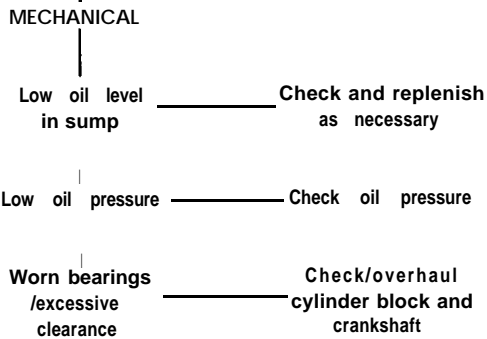 MECHANICAL
Low oil level
in sump
Check and replenish
as necessary
Low oil pressure
Check oil pressure
Worn bearings
/excessive
clearance
Check/overhaul
cylinder block and
crankshaft